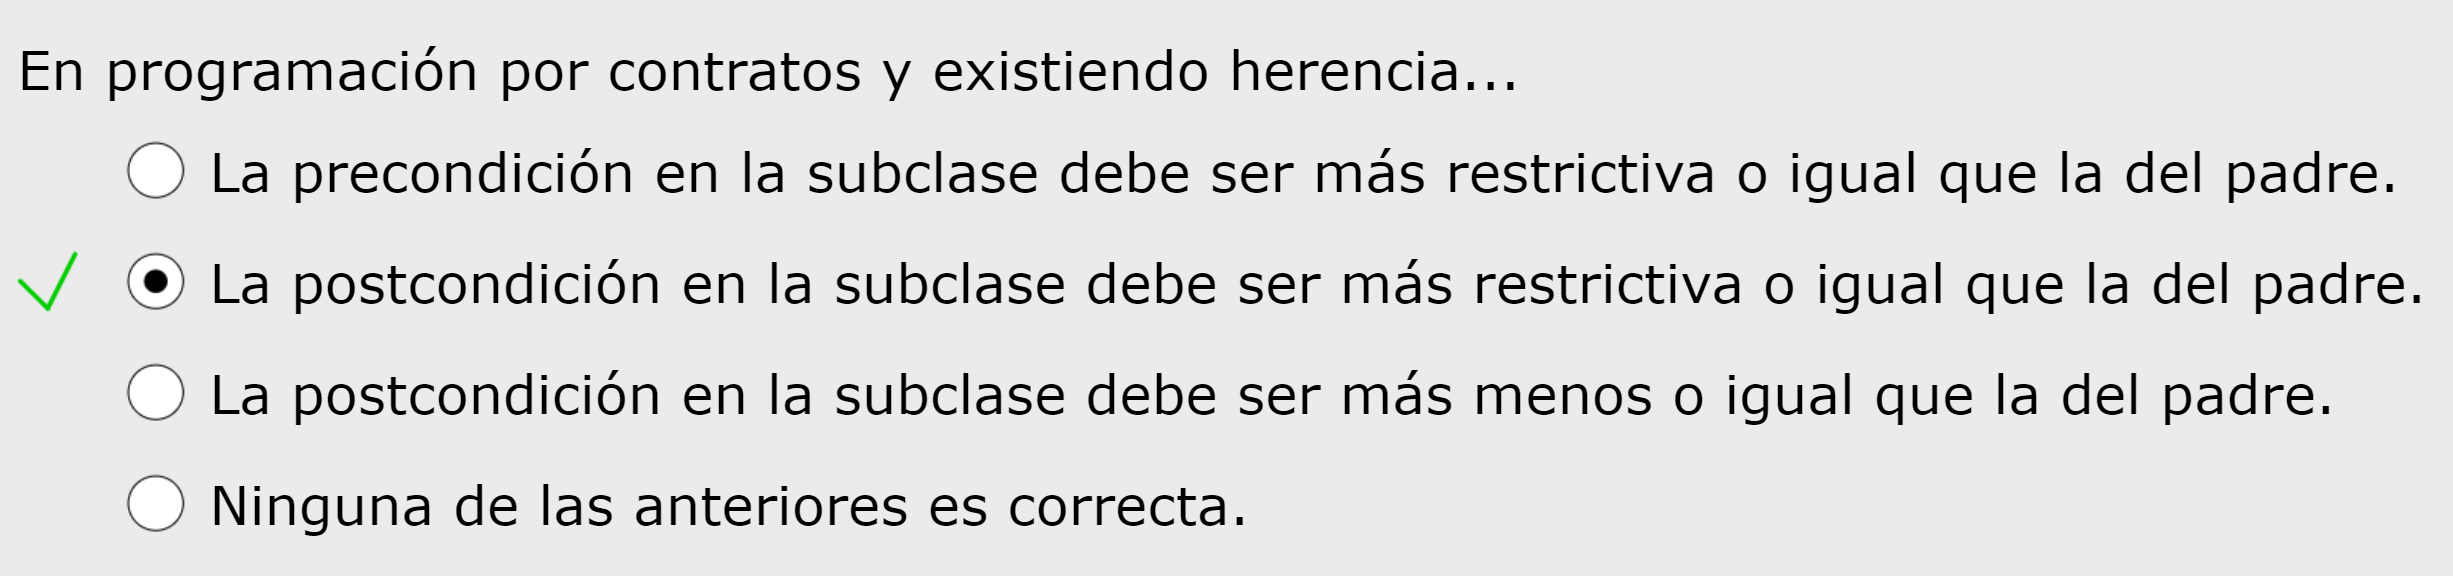 En programación por contratos y existiendo herencia...
La precondición en la subclase debe ser más restrictiva o igual que la del padre.
La postcondición en la subclase debe ser más restrictiva o igual que la del padre.
La postcondición en la subclase debe ser más menos o igual que la del padre.
Ninguna de las anteriores es correcta.